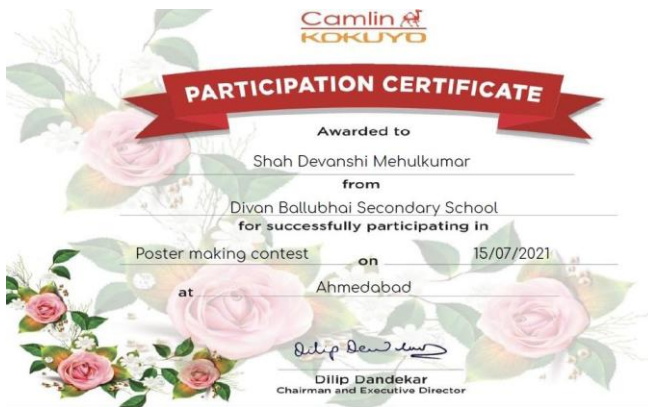 Camlin
KOKUYO
PARTICIPATION CERTIFICATE
Awarded to
Shah Devanshi Mehulkumar
from
Divan Ballubhai Secondary School
for successfully participating in
Poster making contest on 15/07/2021
at Ahmedabad
Dilip Dandekar
Chairman and Executive Director